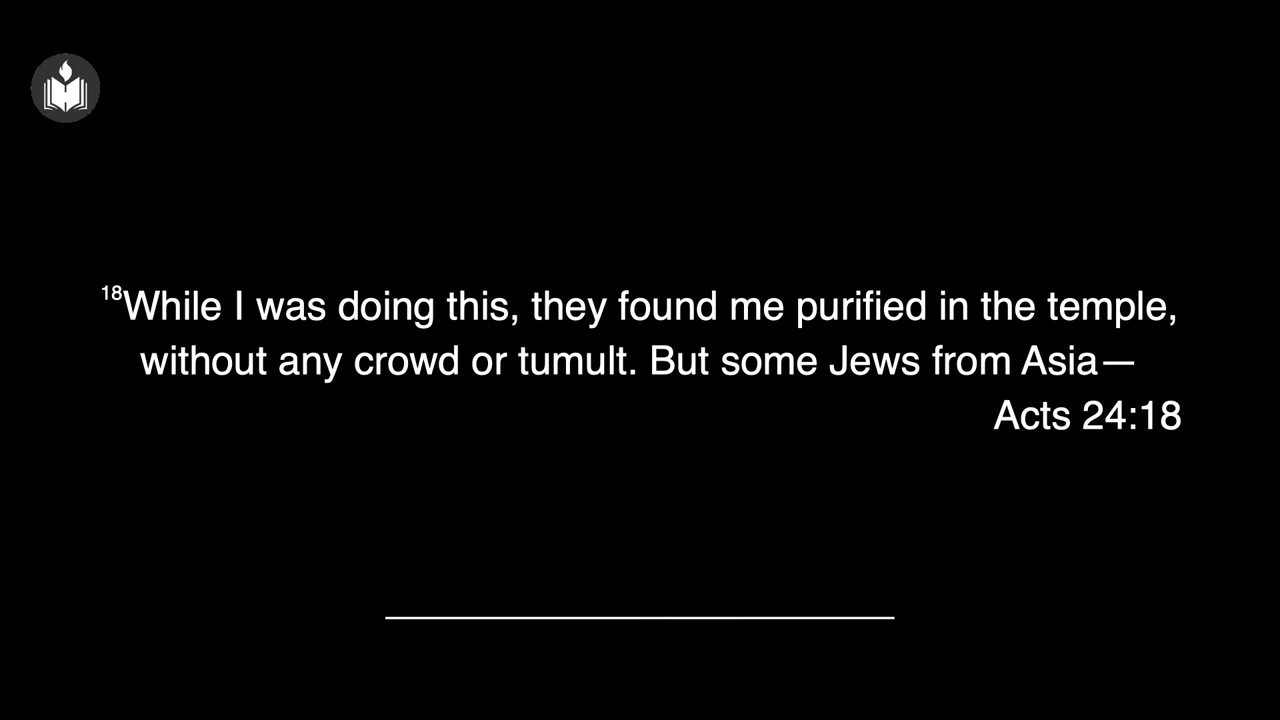 18While I was doing this, they found me purified in the temple,
without any crowd or tumult. But some Jews from Asia—
Acts 24:18